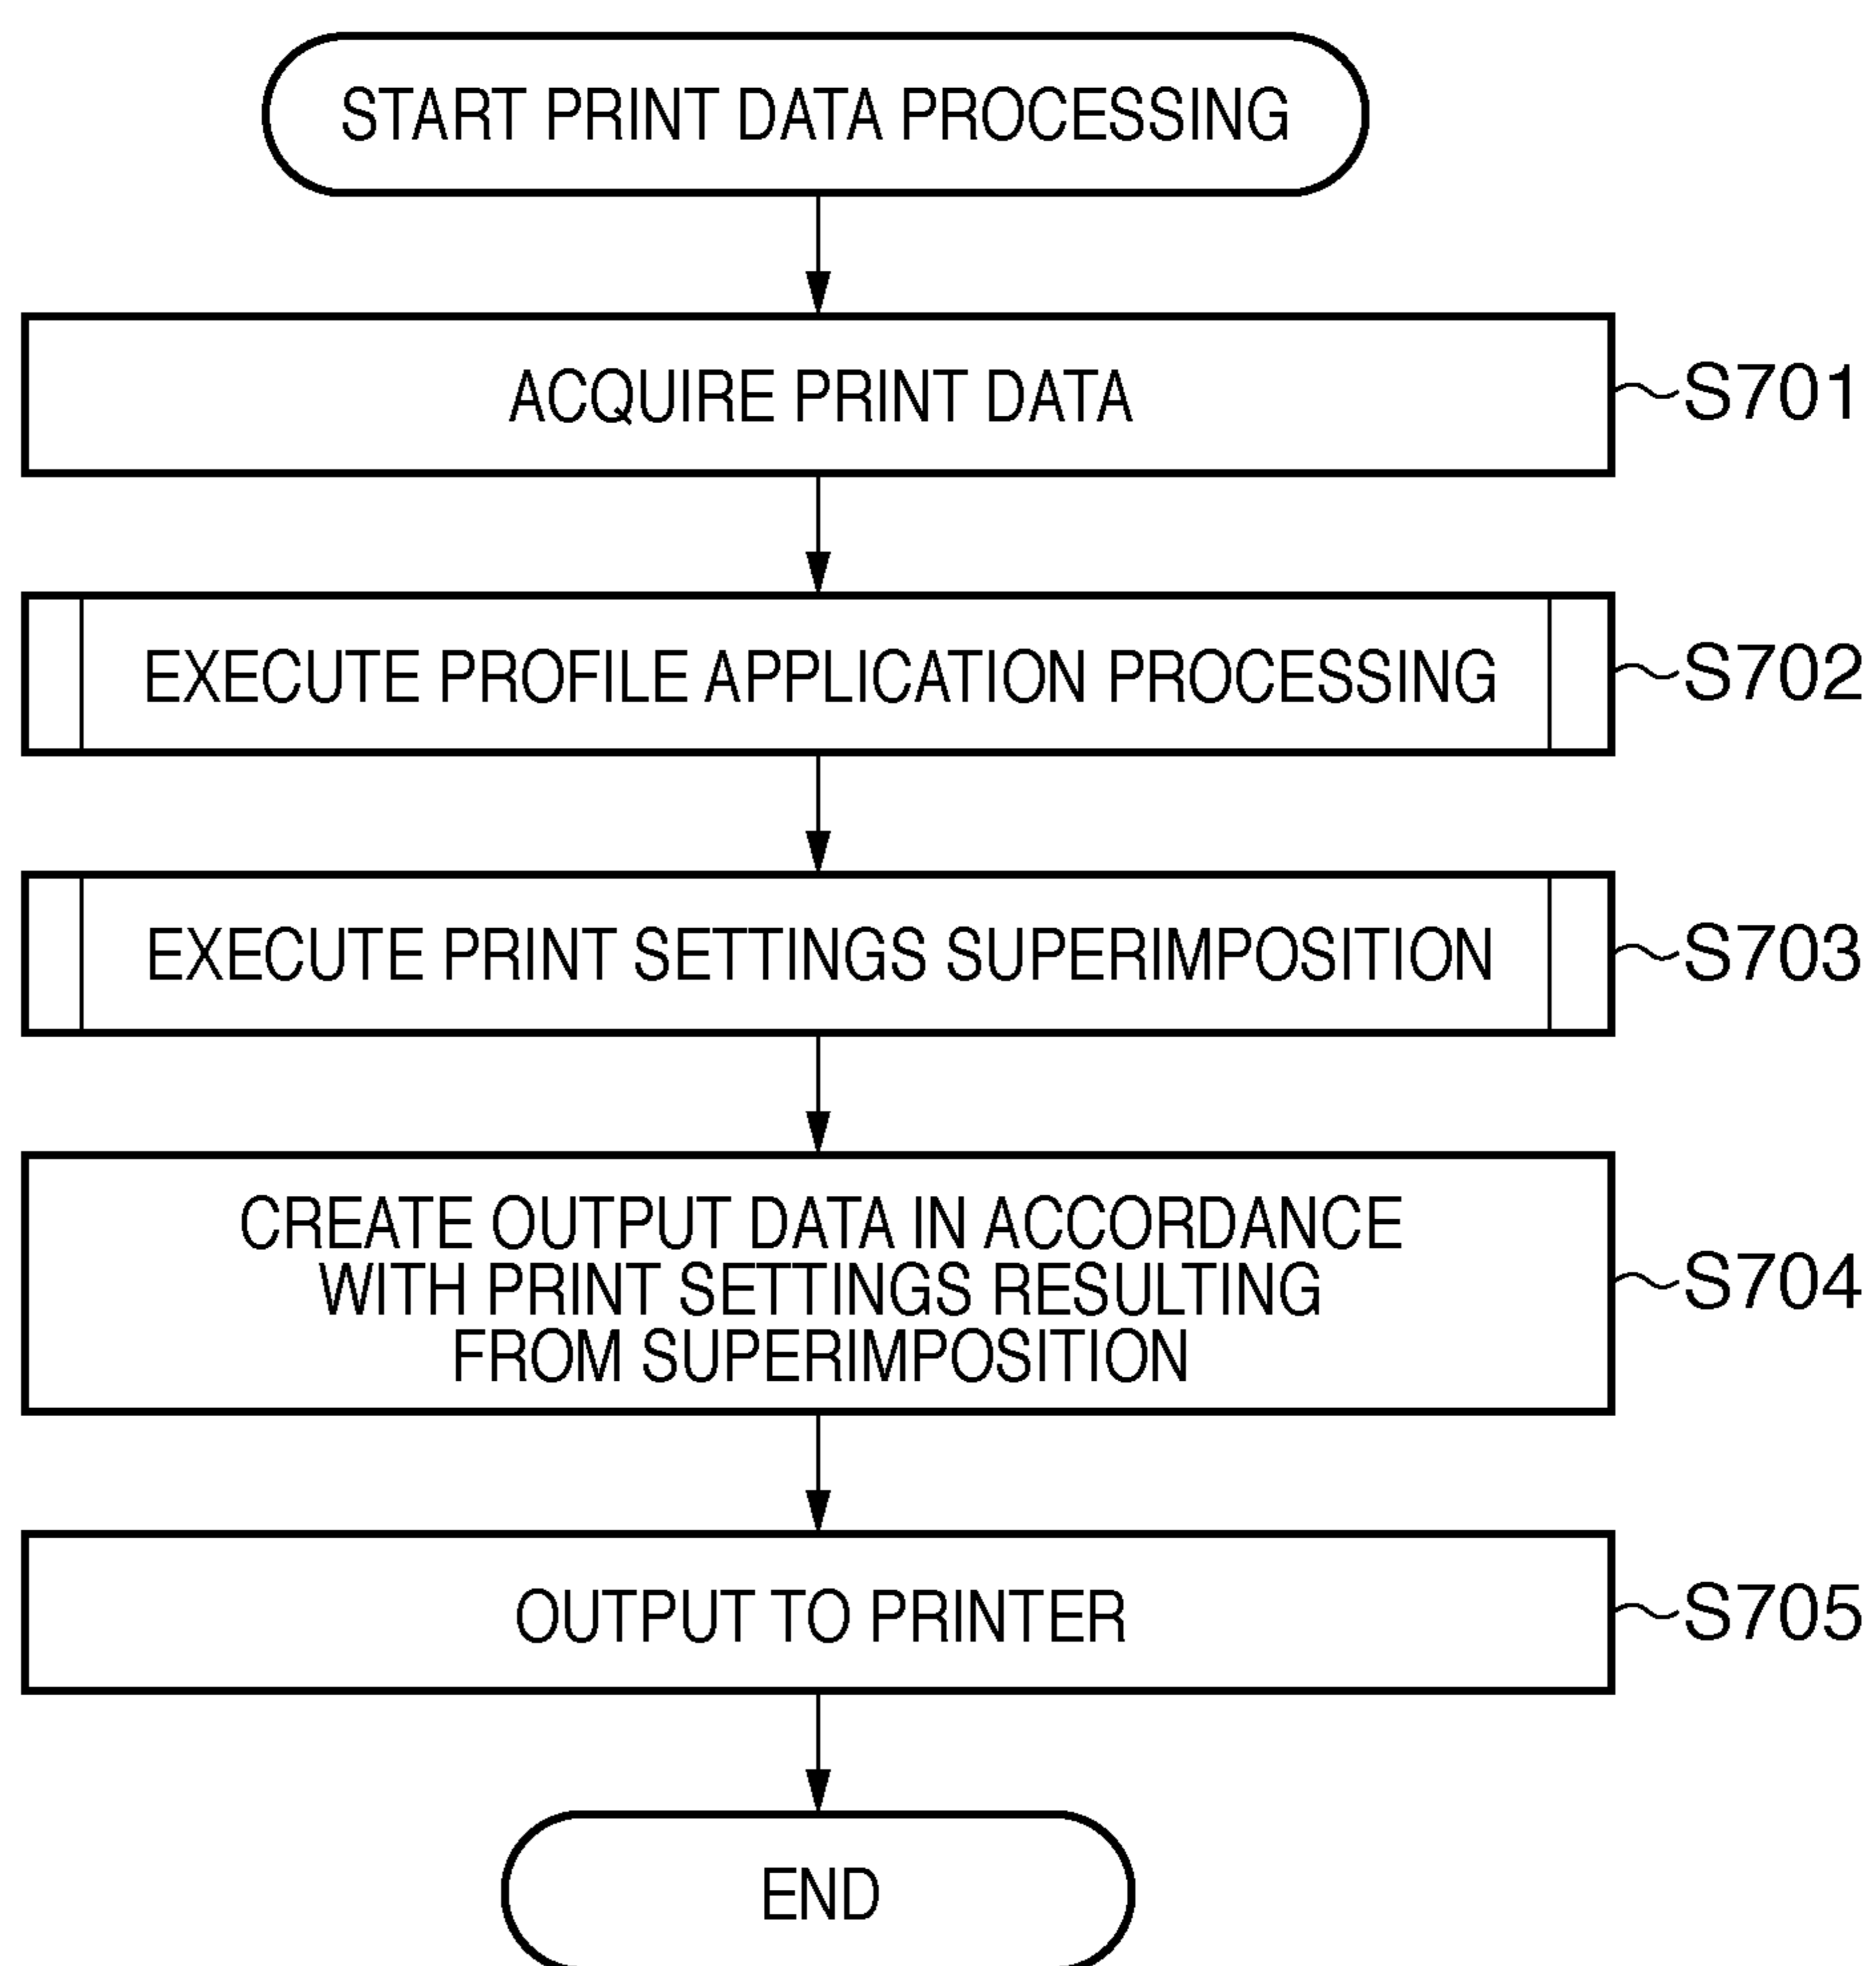 START PRINT DATA PROCESSING
ACQUIRE PRINT DATA
S701
EXECUTE PROFILE APPLICATION PROCESSING
S702
EXECUTE PRINT SETTINGS SUPERIMPOSITION
S703
CREATE OUTPUT DATA IN ACCORDANCE
WITH PRINT SETTINGS RESULTING
FROM SUPERIMPOSITION
S704
OUTPUT TO PRINTER
S705
END